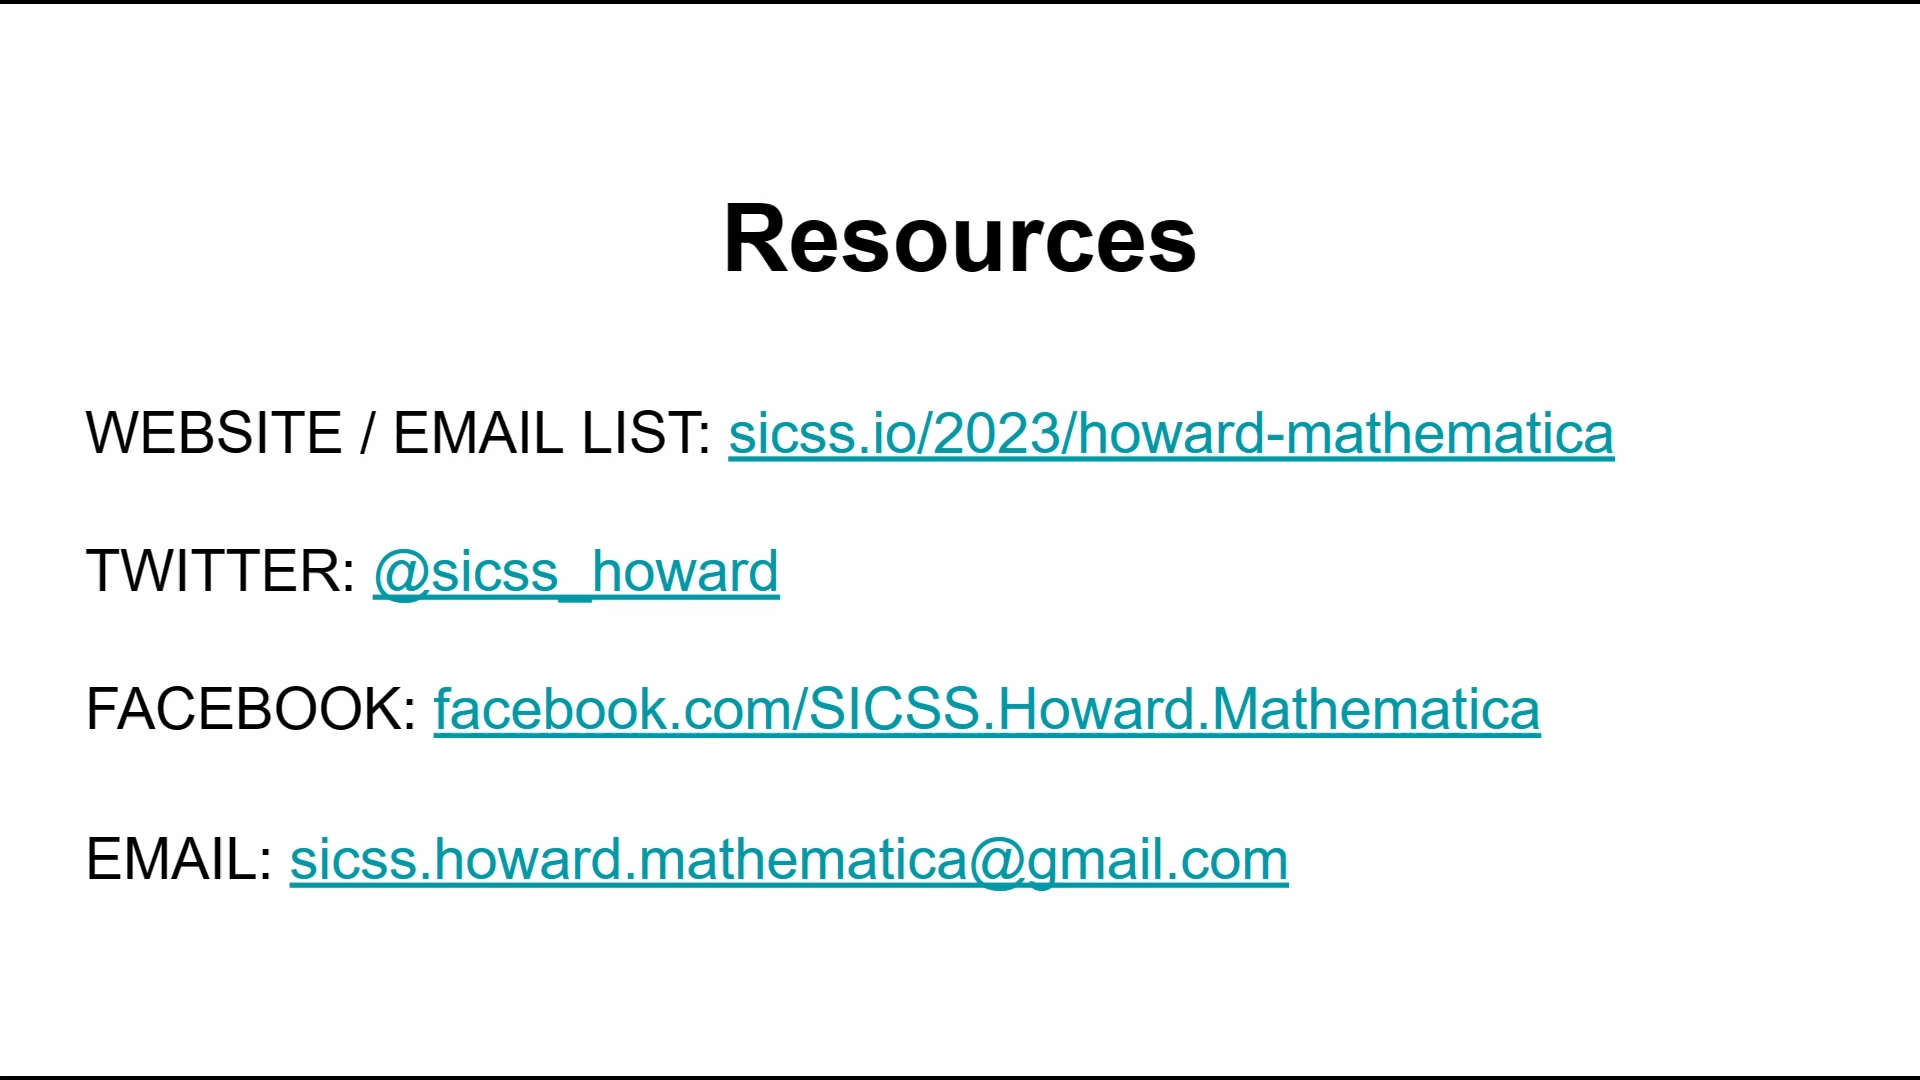 Resources
WEBSITE / EMAIL LIST: sicss.io/2023/howard-mathematica
TWITTER: @sicss_howard
FACEBOOK: facebook.com/SICSS.Howard.Mathematica
EMAIL: sicss.howard.mathematica@gmail.com